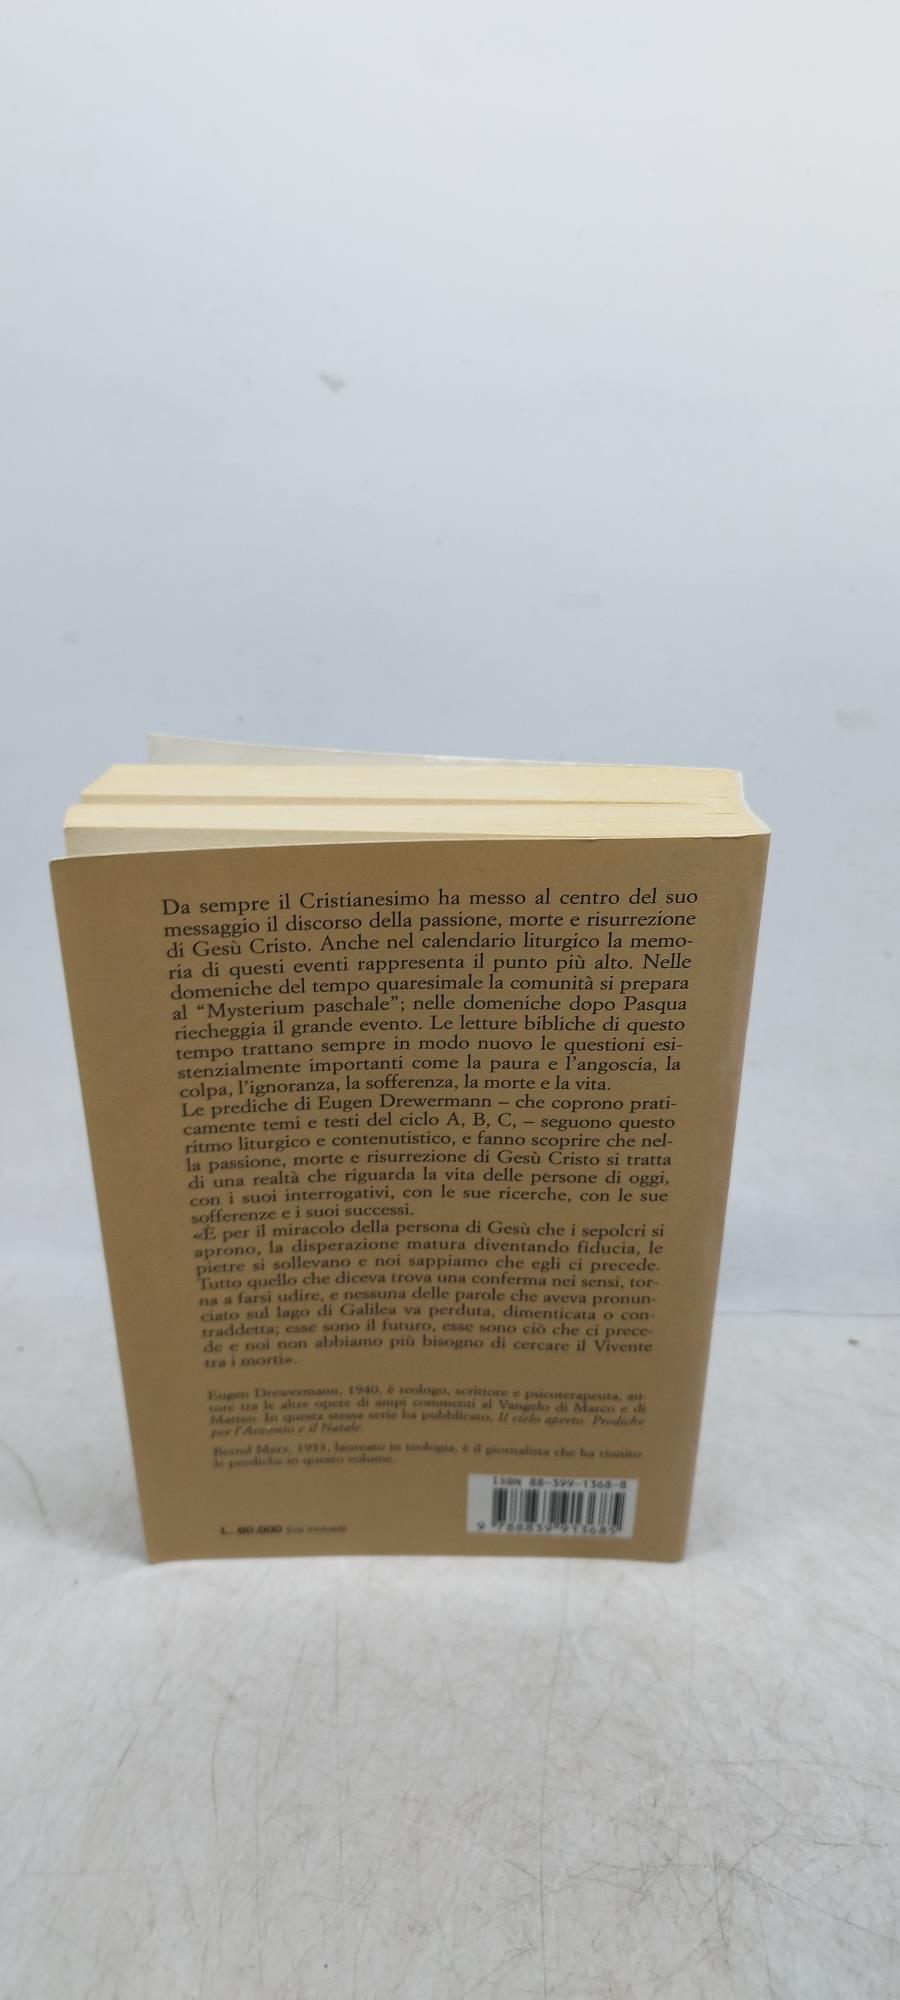 Da sempre il Cristianesimo ha messo al centro del suo
messaggio il discorso della passione, morte e risurrezione
di Gesù Cristo. Anche nel calendario liturgico la memo-
ria di questi eventi rappresenta il punto più alto. Nelle
domeniche del tempo quaresimale la comunità si prepara
al “Mysterium paschale”; nelle domeniche dopo Pasqua
riecheggia il grande evento. Le letture bibliche di questo
tempo trattano sempre in modo nuovo le questioni esi-
stenzialmente importanti come la paura e l'angoscia, la
colpa, l'ignoranza, la sofferenza, la morte e la vita.
Le prediche di Eugen Drewermann – che coprono prati-
camente temi e testi del ciclo A, B, C, – seguono questo
ritmo liturgico e contenutistico, e fanno scoprire che nel-
la passione, morte e risurrezione di Gesù Cristo si tratta
di una realtà che riguarda la vita delle persone di oggi,
con i suoi interrogativi, con le sue ricerche, con le sue
sofferenze e i suoi successi.
«È per il miracolo della persona di Gesù che i sepolcri si
aprono, la disperazione matura diventando fiducia, le
pietre si sollevano e noi sappiamo che egli ci precede.
Tutto quello che diceva trova una conferma nei sensi, tor-
na a farsi udire, e nessuna delle parole che aveva pronun-
ciato sul lago di Galilea va perduta, dimenticata o con-
traddetta; esse sono il futuro, esse sono ciò che ci prece-
de e noi non abbiamo più bisogno di cercare il Vivente
tra i morti».
Eugen Drewermann, 1940, è teologo, scrittore e psicoterapeuta, au-
tore tra le altre opere di ampi commenti al Vangelo di Marco e di
Matteo. In questa stessa serie ha pubblicato, Il cielo aperto. Prediche
per l'Avvento e il Natale.
Bernd Marz, 1953, laureato in teologia, è il giornalista che ha riunito
le prediche in questo volume.
ISBN 88-399-1368-8
9 788839 913685
L. 60.000